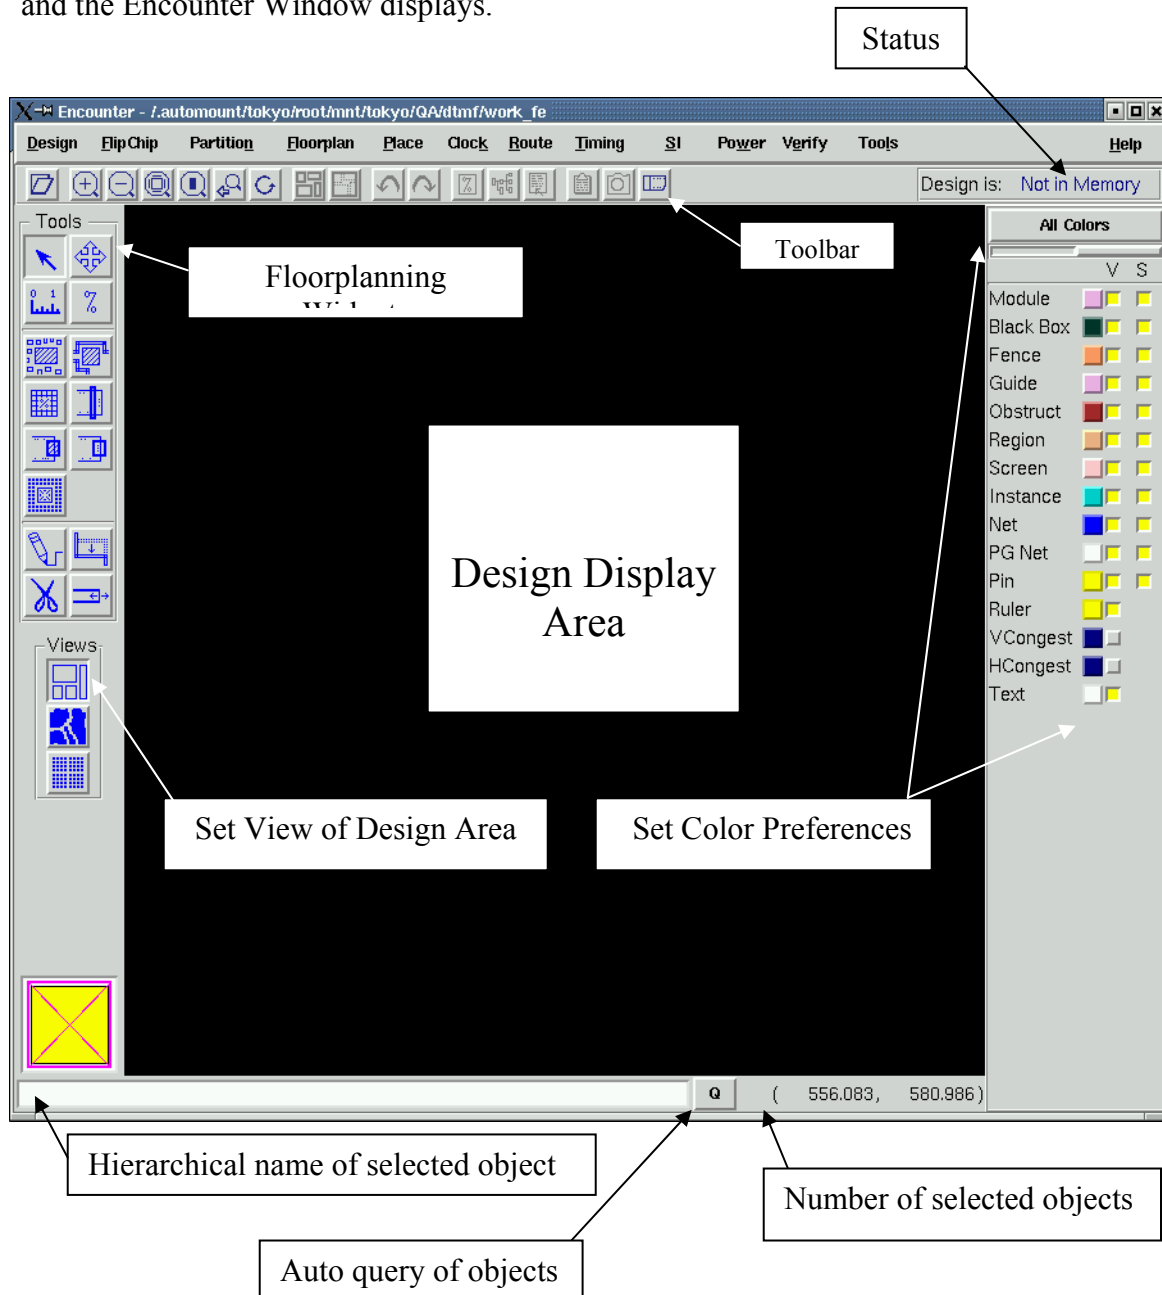 and the Encounter Window displays.
Status
Encounter - /.automount/tokyo/root/mnt/tokyo/QA/dtmf/work_fe
Design FlipChip Partition Floorplan Place Clock Route Timing SI Power Verify Tools Help
Design is: Not in Memory
Tools
All Colors
Toolbar
Floorplanning
V S
0 1
%
Module
Black Box
Fence
Guide
Obstruct
Region
Screen
Instance
Net
PG Net
Pin
Ruler
VCongest
HCongest
Text
Design Display
Area
Views
Set View of Design Area
Set Color Preferences
Q
( 556.083, 580.986)
Hierarchical name of selected object
Number of selected objects
Auto query of objects